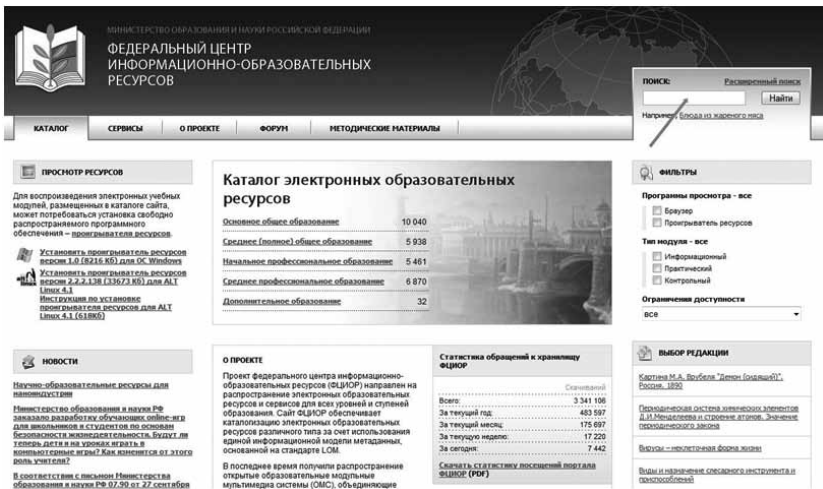 МИНИСТЕРСТВО ОБРАЗОВАНИЯ И НАУКИ РОССИЙСКОЙ ФЕДЕРАЦИИ
ФЕДЕРАЛЬНЫЙ ЦЕНТР
ИНФОРМАЦИОННО-ОБРАЗОВАТЕЛЬНЫХ
РЕСУРСОВ
ПОИСК: Расширенный поиск
Найти
Например, Блюда из жареного мяса
КАТАЛОГ СЕРВИСЫ О ПРОЕКТЕ ФОРУМ МЕТОДИЧЕСКИЕ МАТЕРИАЛЫ
ПРОСМОТР РЕСУРСОВ
Для воспроизведения электронных учебных
модулей, размещенных в каталоге сайта,
может потребоваться установка свободно
распространяемого программного
обеспечения – проигрывателя ресурсов.
Установить проигрыватель ресурсов
версии 1.0 (8216 Кб) для ОС Windows
Установить проигрыватель ресурсов
версии 2.2.2.138 (33673 Кб) для ALT
Linux 4.1
Инструкция по установке
проигрывателя ресурсов для ALT
Linux 4.1 (618Кб)
НОВОСТИ
Научно-образовательные ресурсы для
наноиндустрии
Министерство образования и науки РФ
заказало разработку обучающих online-игр
для школьников и студентов по основам
безопасности жизнедеятельности. Будут ли
теперь дети на уроках играть в
компьютерные игры? Как изменится от этого
роль учителя?
В соответствии с письмом Министерства
образования и науки РФ 07.90 от 27 сентября
Каталог электронных образовательных
ресурсов
Основное общее образование 10 040
Среднее (полное) общее образование 5 938
Начальное профессиональное образование 5 461
Среднее профессиональное образование 6 870
Дополнительное образование 32
О ПРОЕКТЕ
Проект федерального центра информационно-
образовательных ресурсов (ФЦИОР) направлен на
распространение электронных образовательных
ресурсов и сервисов для всех уровней и ступеней
образования. Сайт ФЦИОР обеспечивает
каталогизацию электронных образовательных
ресурсов различного типа за счет использования
единой информационной модели метаданных,
основанной на стандарте LOM.
В последнее время получили распространение
открытые образовательные модульные
мультимедиа системы (ОМС), объединяющие
Статистика обращений к хранилищу
ФЦИОР
Скачиваний
Всего: 3 341 106
За текущий год: 483 597
За текущий месяц: 175 697
За текущую неделю: 17 220
За сегодня: 7 442
Скачать статистику посещений портала
ФЦИОР (PDF)
ФИЛЬТРЫ
Программы просмотра - все
Браузер
Проигрыватель ресурсов
Тип модуля - все
Информационный
Практический
Контрольный
Ограничения доступности
все
ВЫБОР РЕДАКЦИИ
Картина М.А. Врубеля "Демон (сидящий)".
Россия, 1890
Периодическая система химических элементов
Д.И.Менделеева и строение атомов. Значение
периодического закона
Вирусы – неклеточная форма жизни
Виды и назначение слесарного инструмента и
приспособлений